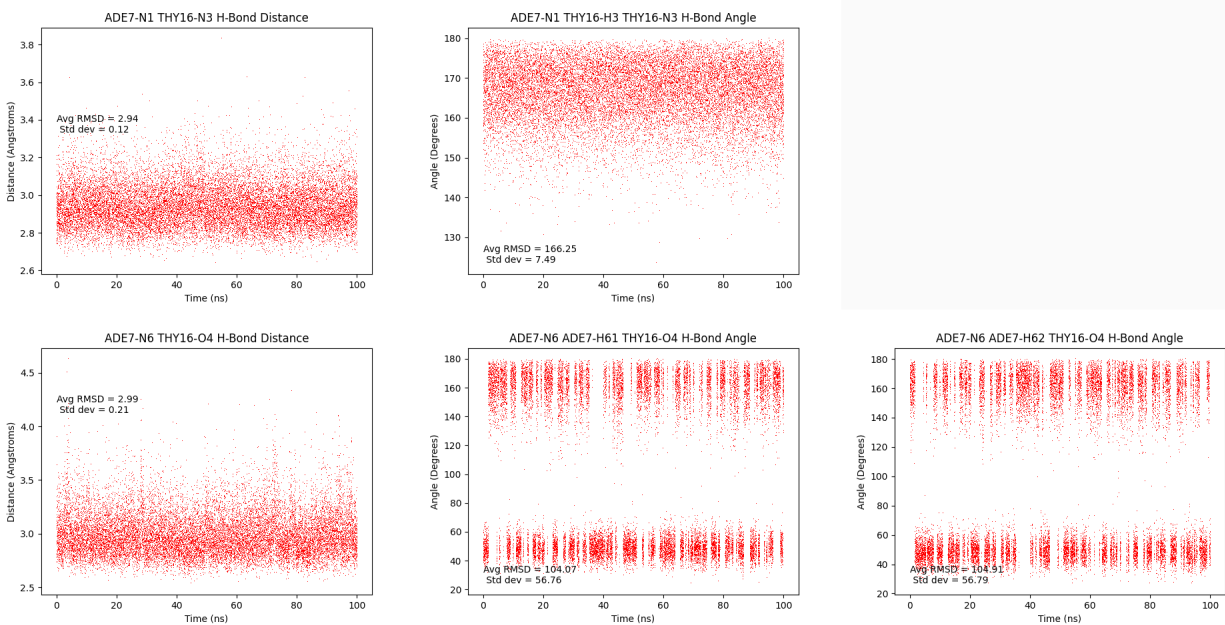 ADE7-N1 THY16-N3 H-Bond Distance
Distance (Angstroms)
3.8
3.6
3.4
3.2
3.0
2.8
2.6
Avg RMSD = 2.94
Std dev = 0.12
0 20 40 60 80 100
Time (ns)
ADE7-N1 THY16-H3 THY16-N3 H-Bond Angle
Angle (Degrees)
180
170
160
150
140
130
Avg RMSD = 166.25
Std dev = 7.49
0 20 40 60 80 100
Time (ns)
ADE7-N6 THY16-O4 H-Bond Distance
Distance (Angstroms)
4.5
4.0
3.5
3.0
2.5
Avg RMSD = 2.99
Std dev = 0.21
0 20 40 60 80 100
Time (ns)
ADE7-N6 ADE7-H61 THY16-O4 H-Bond Angle
Angle (Degrees)
180
160
140
120
100
80
60
40
20
Avg RMSD = 104.07
Std dev = 56.76
0 20 40 60 80 100
Time (ns)
ADE7-N6 ADE7-H62 THY16-O4 H-Bond Angle
Angle (Degrees)
180
160
140
120
100
80
60
40
20
Avg RMSD = 104.91
Std dev = 56.79
0 20 40 60 80 100
Time (ns)